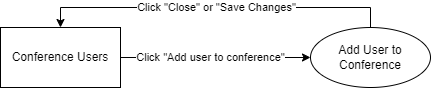 Click "Close" or "Save Changes"
Conference Users
Click "Add user to conference"
Add User to
Conference